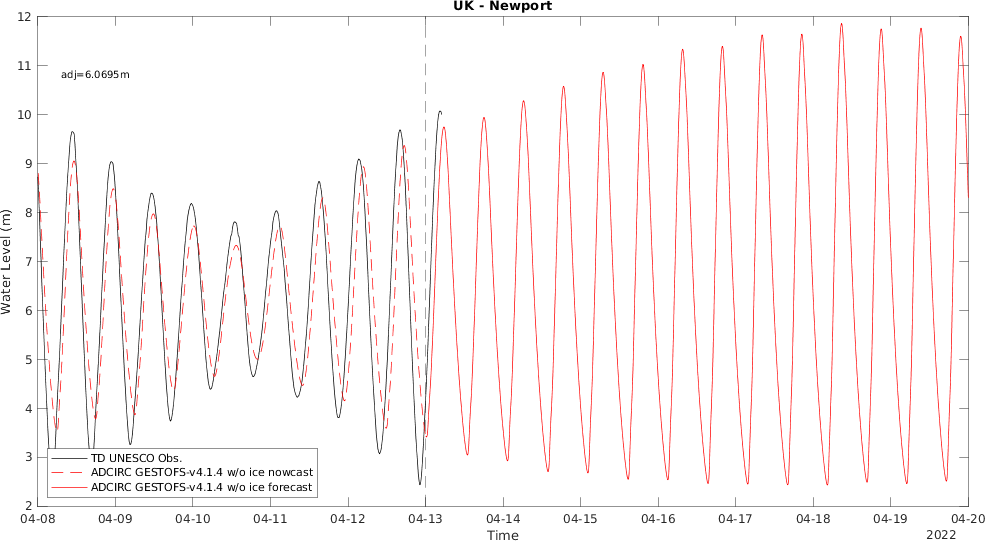 UK - Newport
12
11
10
9
8
7
6
5
4
3
2
Water Level (m)
adj=6.0695m
TD UNESCO Obs.
ADCIRC GESTOFS-v4.1.4 w/o ice nowcast
ADCIRC GESTOFS-v4.1.4 w/o ice forecast
04-08 04-09 04-10 04-11 04-12 04-13 04-14 04-15 04-16 04-17 04-18 04-19 04-20
Time
2022